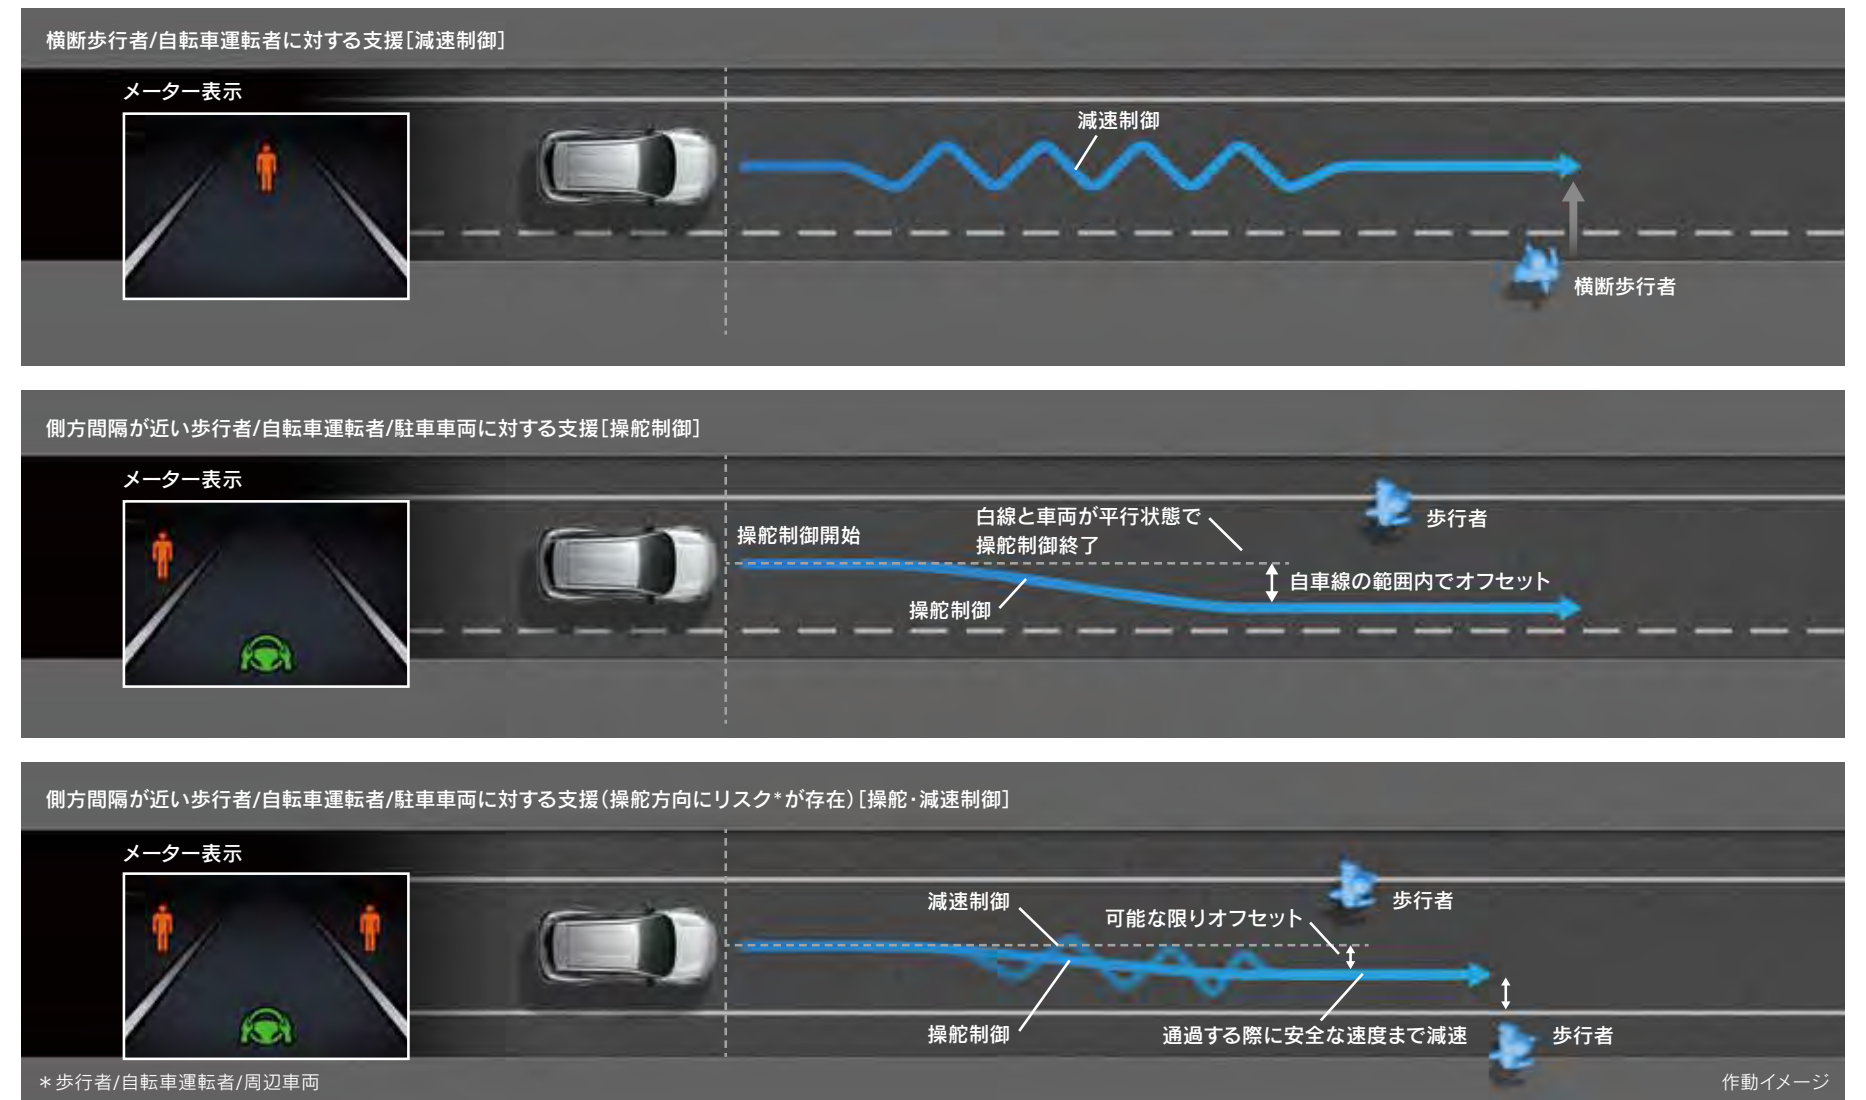 横断歩行者/自転車運転者に対する支援[減速制御]
メーター表示
減速制御
横断歩行者
側方間隔が近い歩行者/自転車運転者/駐車車両に対する支援[操舵制御]
メーター表示
操舵制御開始
白線と車両が平行状態で
操舵制御終了
歩行者
自車線の範囲内でオフセット
操舵制御
側方間隔が近い歩行者/自転車運転者/駐車車両に対する支援(操舵方向にリスク*が存在)[操舵・減速制御]
メーター表示
減速制御
可能な限りオフセット
歩行者
操舵制御
通過する際に安全な速度まで減速
歩行者
*歩行者/自転車運転者/周辺車両
作動イメージ